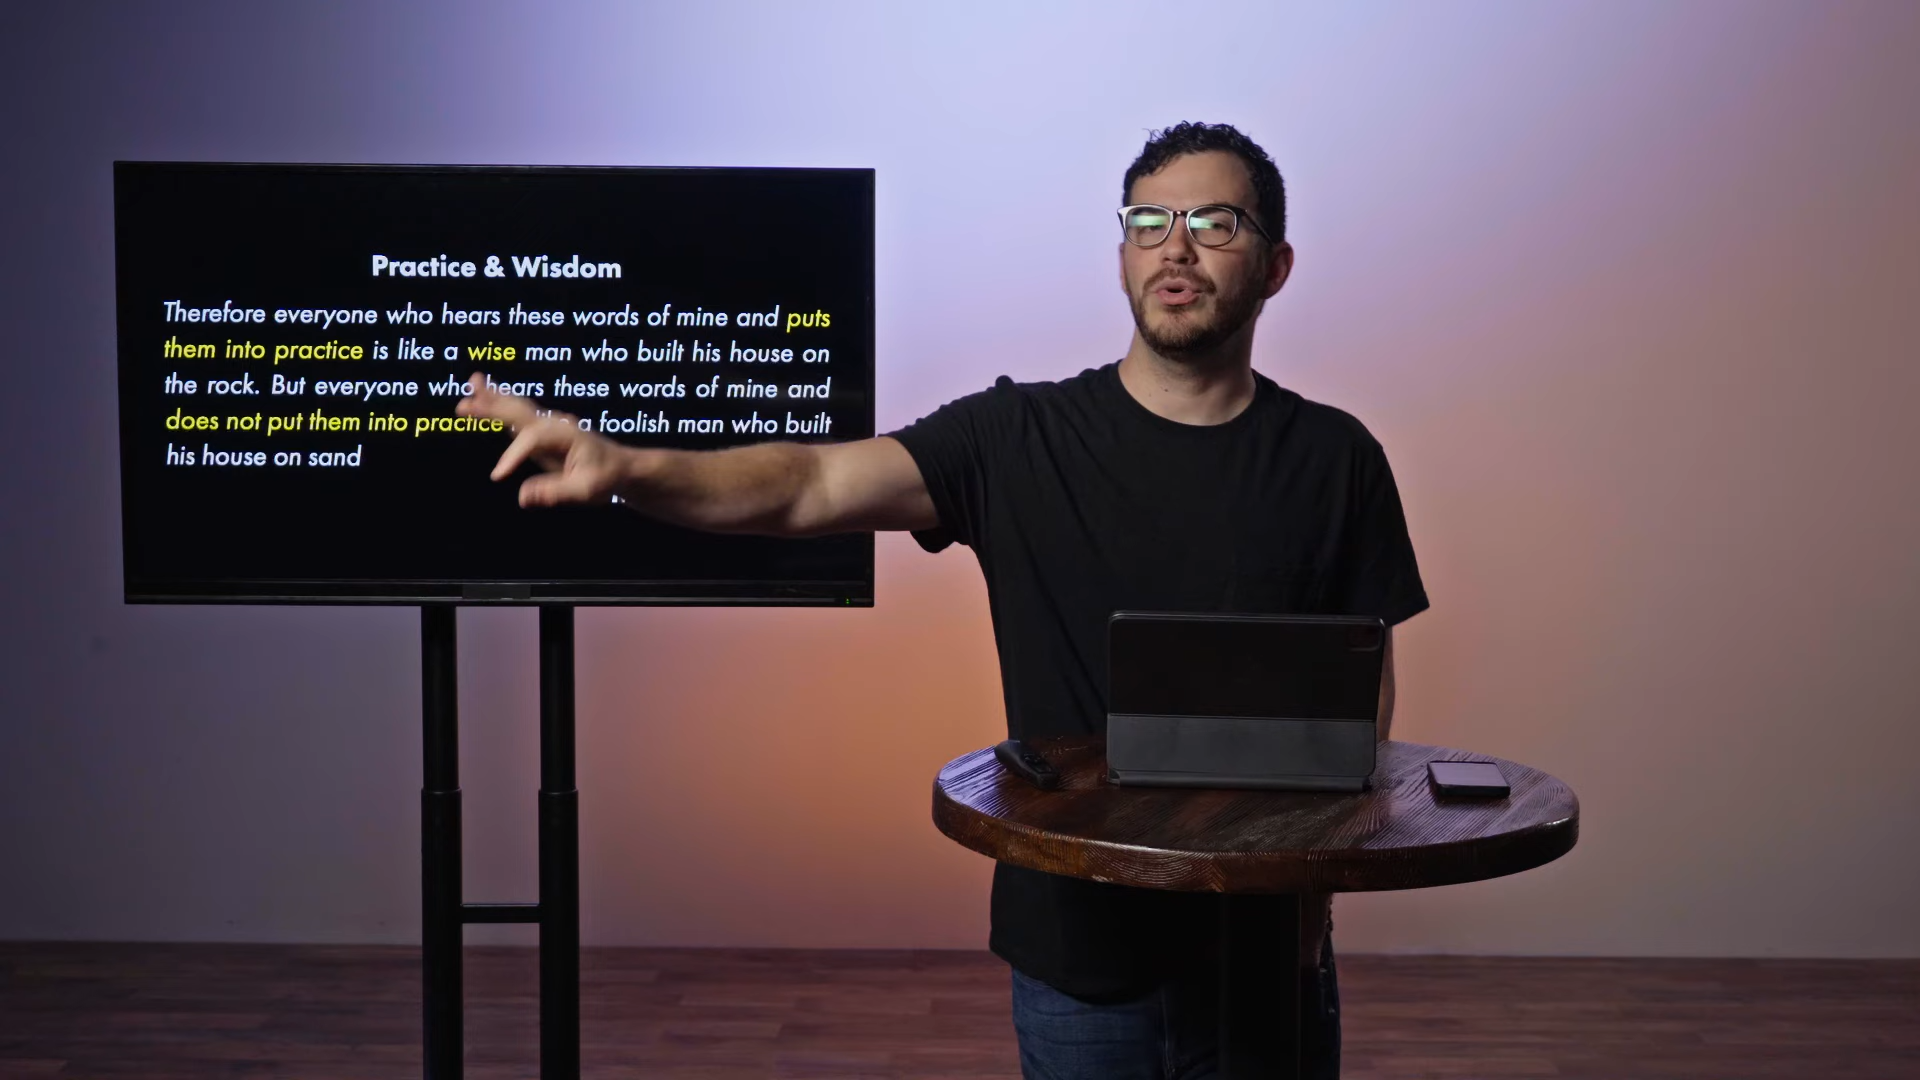 Practice & Wisdom
Therefore everyone who hears these words of mine and puts
them into practice is like a wise man who built his house on
the rock. But everyone who hears these words of mine and
does not put them into practice a foolish man who built
his house on sand